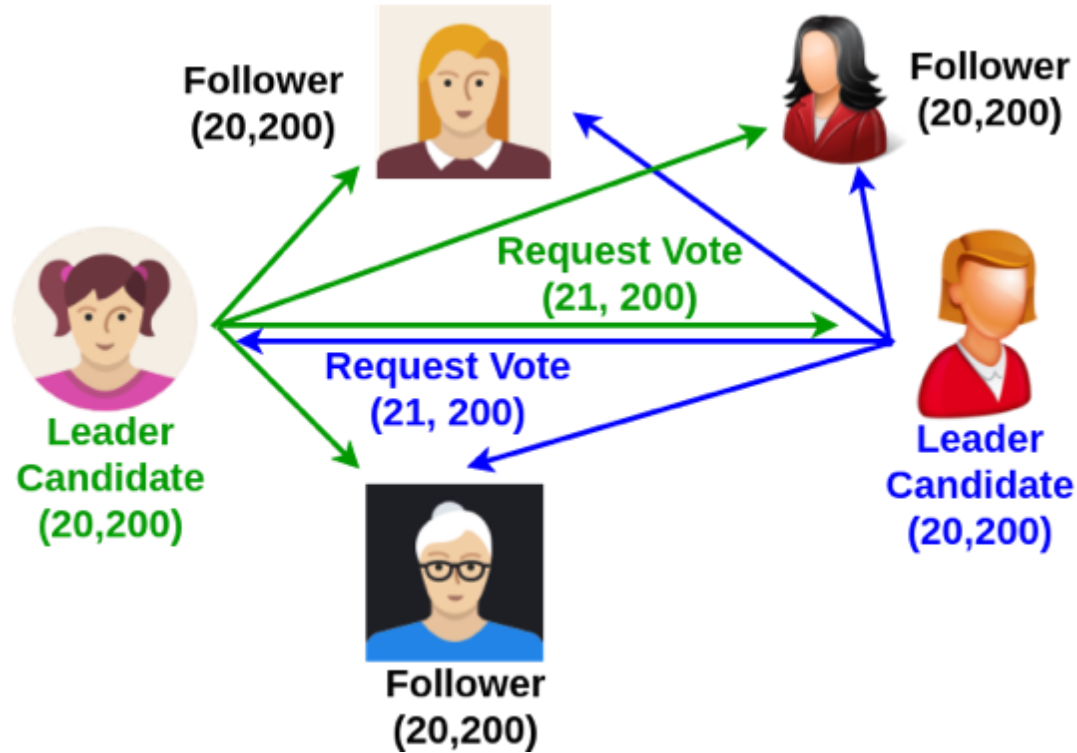 Follower
(20,200)
Follower
(20,200)
Request Vote
(21, 200)
Request Vote
(21, 200)
Leader
Candidate
(20,200)
Leader
Candidate
(20,200)
Follower
(20,200)